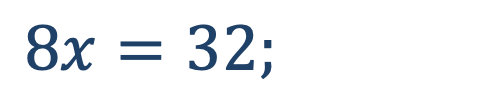 8x = 32;